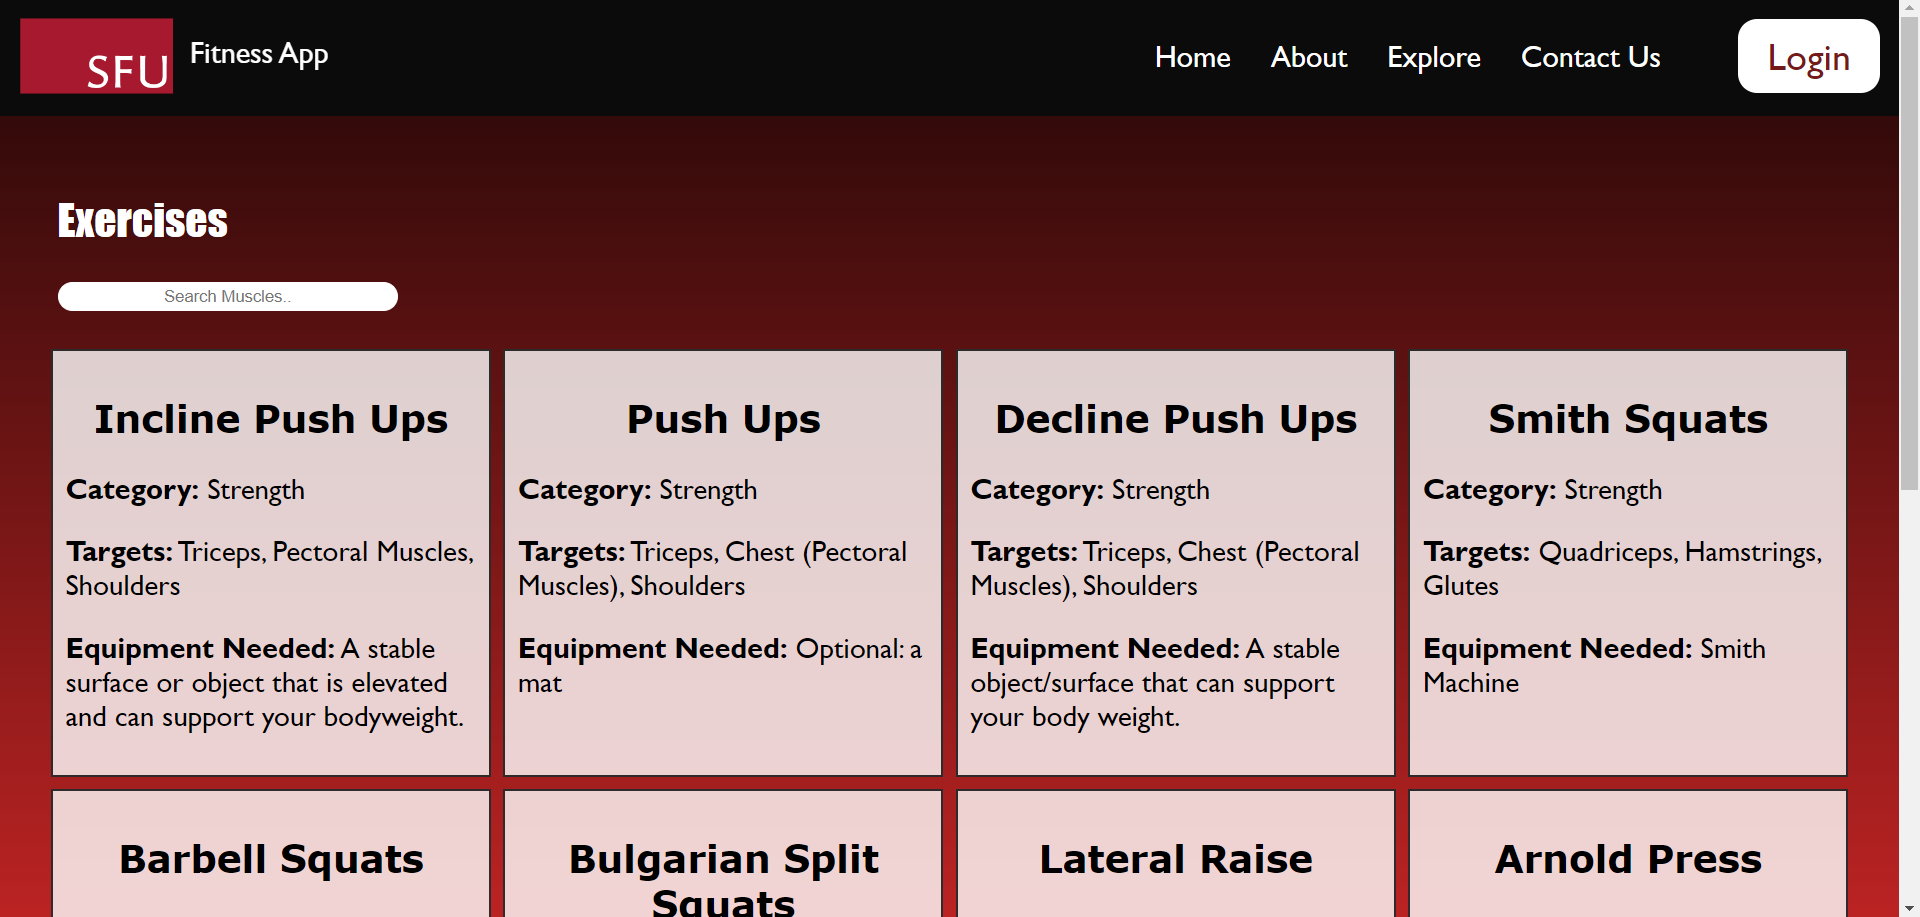 SFU Fitness App Home About Explore Contact Us Login
Exercises
Search Muscles..
Incline Push Ups
Category: Strength
Targets: Triceps, Pectoral Muscles,
Shoulders
Equipment Needed: A stable
surface or object that is elevated
and can support your bodyweight.
Push Ups
Category: Strength
Targets: Triceps, Chest (Pectoral
Muscles), Shoulders
Equipment Needed: Optional: a
mat
Decline Push Ups
Category: Strength
Targets: Triceps, Chest (Pectoral
Muscles), Shoulders
Equipment Needed: A stable
object/surface that can support
your body weight.
Smith Squats
Category: Strength
Targets: Quadriceps, Hamstrings,
Glutes
Equipment Needed: Smith
Machine
Barbell Squats
Bulgarian Split
Squats
Lateral Raise
Arnold Press